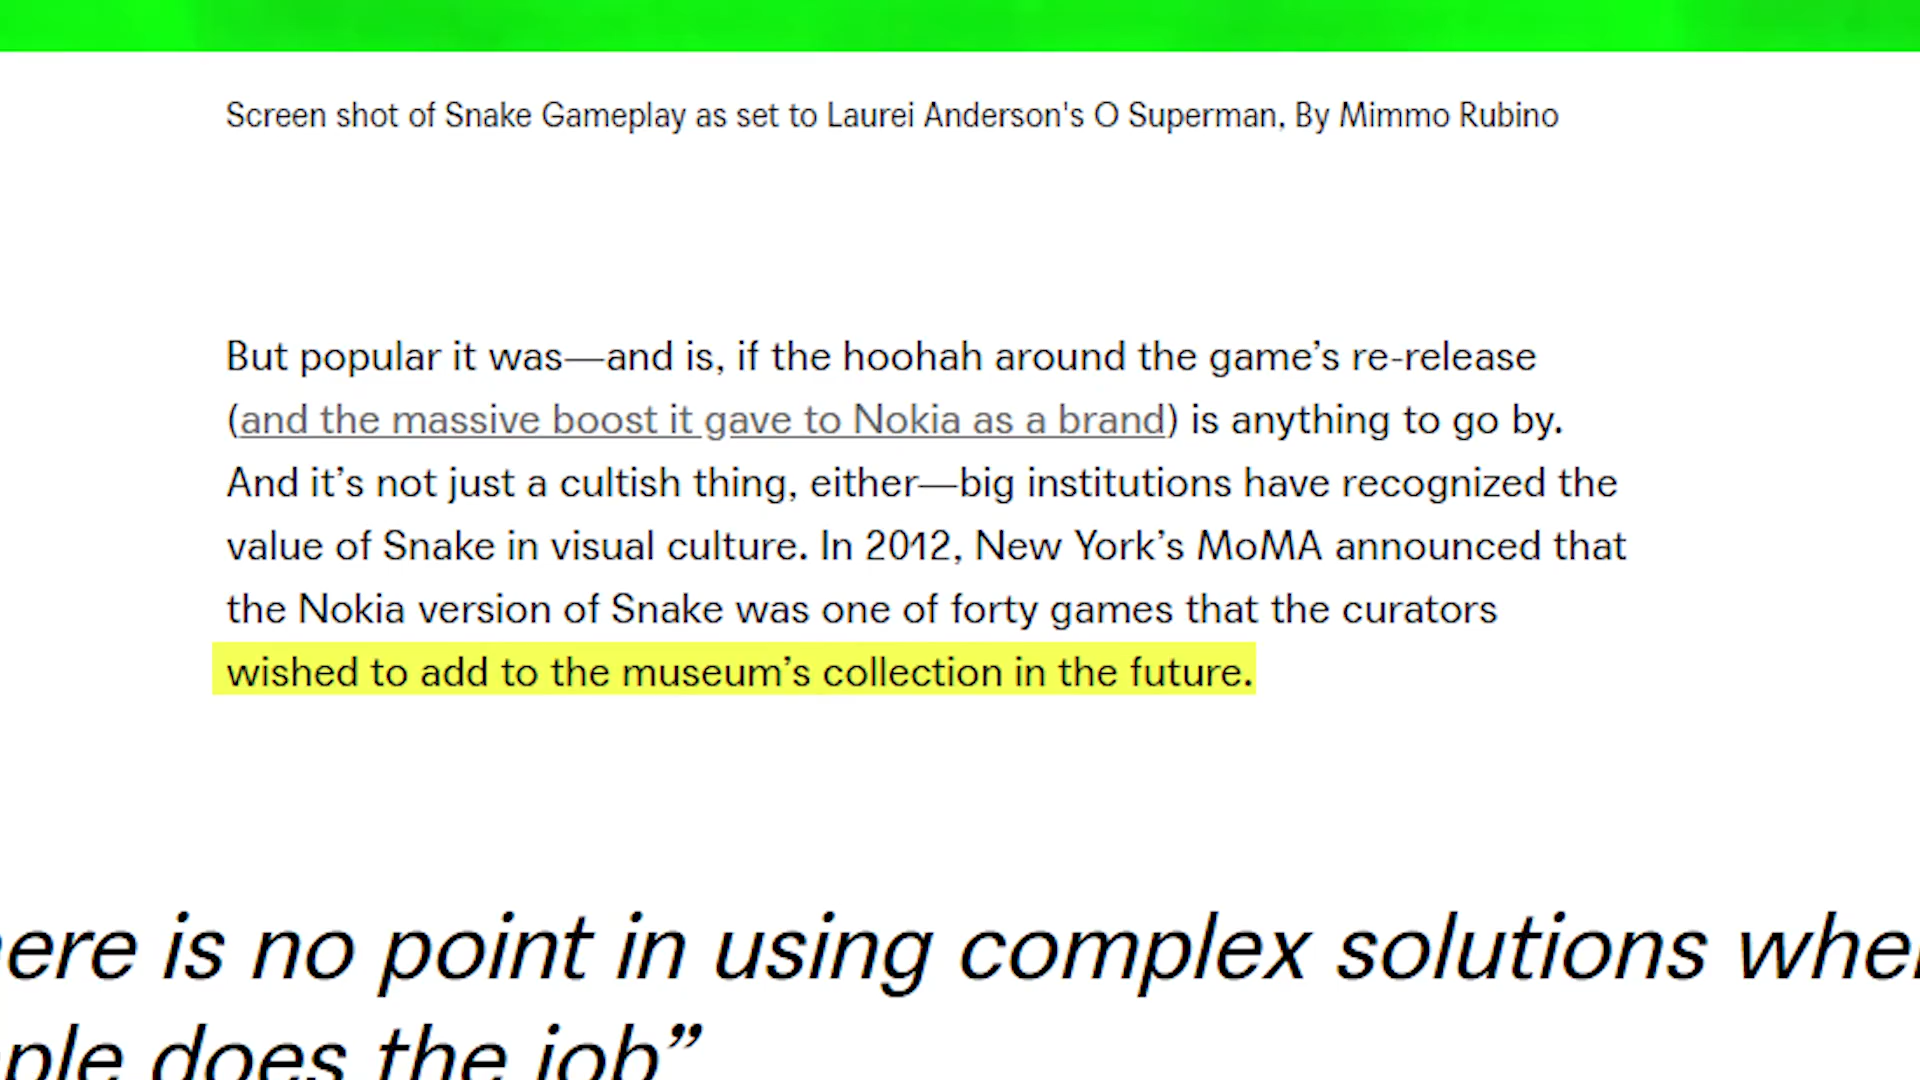 Screen shot of Snake Gameplay as set to Laurei Anderson's O Superman, By Mimmo Rubino
But popular it was—and is, if the hoohah around the game’s re-release
(and the massive boost it gave to Nokia as a brand) is anything to go by.
And it’s not just a cultish thing, either—big institutions have recognized the
value of Snake in visual culture. In 2012, New York’s MoMA announced that
the Nokia version of Snake was one of forty games that the curators
wished to add to the museum’s collection in the future.
is no point in using complex solutions
does the job”